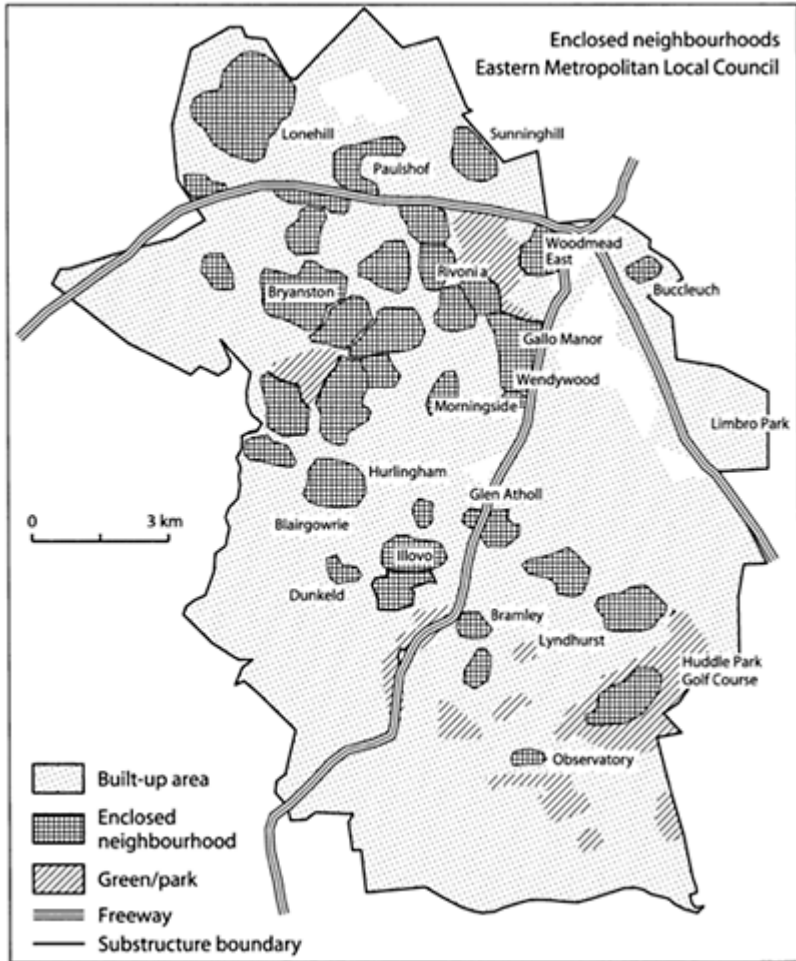 Enclosed neighbourhoods
Eastern Metropolitan Local Council
Lonehill
Sunninghill
Paulshof
Woodmead
East
Rivonia
Buccleuch
Bryanston
Gallo Manor
Wendywood
Morningside
Limbro Park
Hurlingham
Glen Atholl
0 3 km
Blairgowrie
Illovo
Dunkeld
Bramley
Lyndhurst
Huddle Park
Golf Course
Observatory
Built-up area
Enclosed
neighbourhood
Green/park
Freeway
Substructure boundary